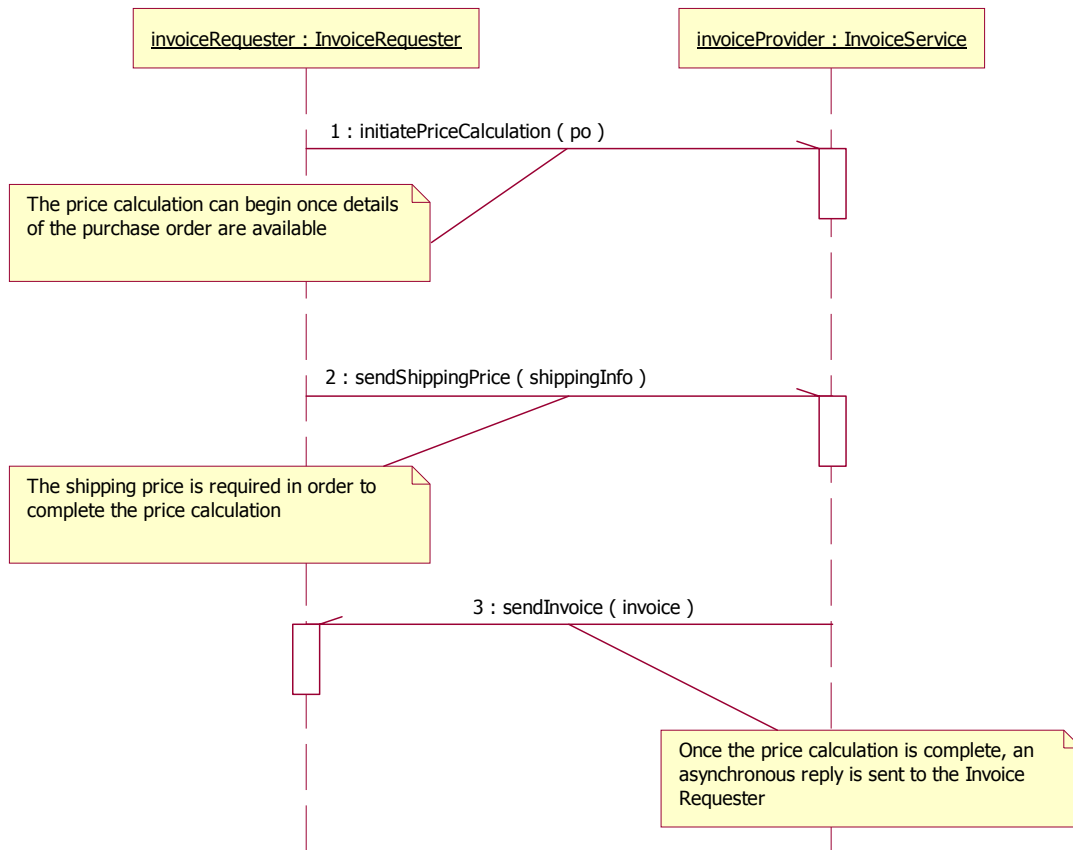 invoiceRequester : InvoiceRequester
invoiceProvider : InvoiceService
1 : initiatePriceCalculation ( po )
The price calculation can begin once details
of the purchase order are available
2 : sendShippingPrice ( shippingInfo )
The shipping price is required in order to
complete the price calculation
3 : sendInvoice ( invoice )
Once the price calculation is complete, an
asynchronous reply is sent to the Invoice
Requester